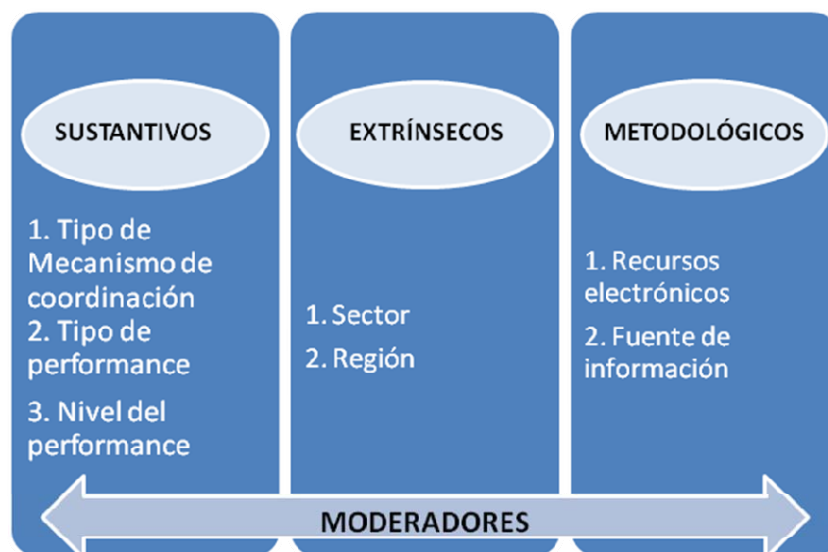 SUSTANTIVOS
1. Tipo de
Mecanismo de
coordinación
2. Tipo de
performance
3. Nivel del
performance
EXTRÍNSECOS
1. Sector
2. Región
METODOLÓGICOS
1. Recursos
electrónicos
2. Fuente de
información
MODERADORES